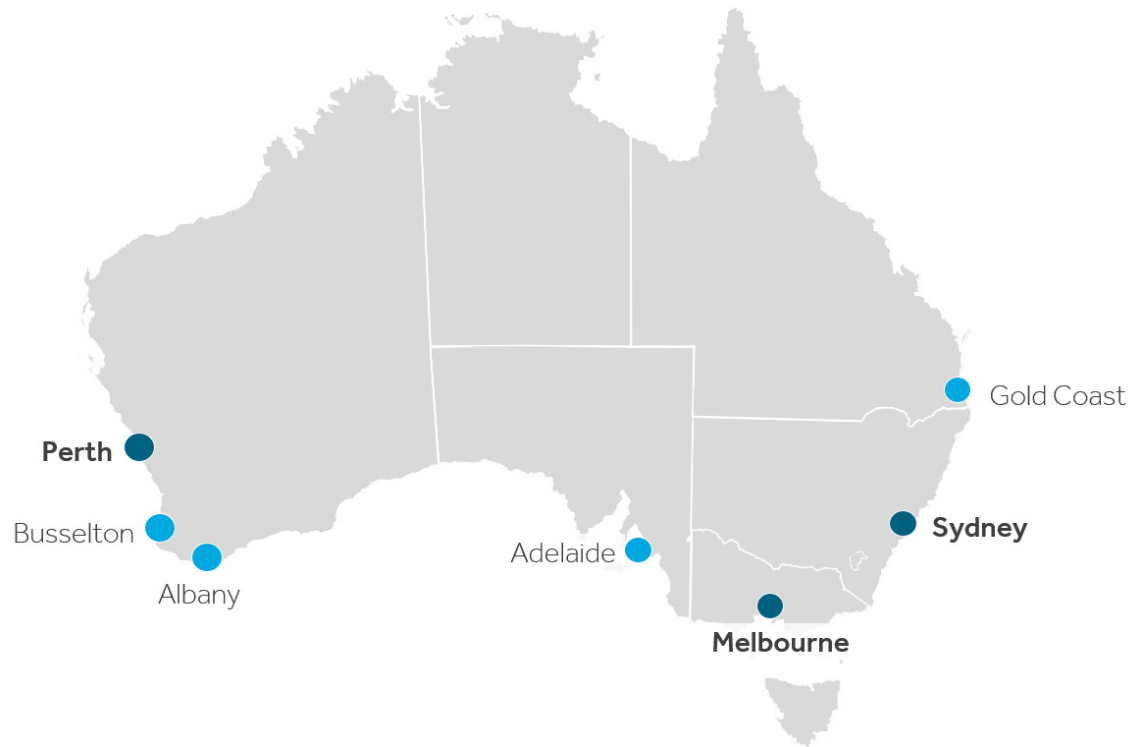 Gold Coast
Perth
Busselton
Sydney
Adelaide
Albany
Melbourne